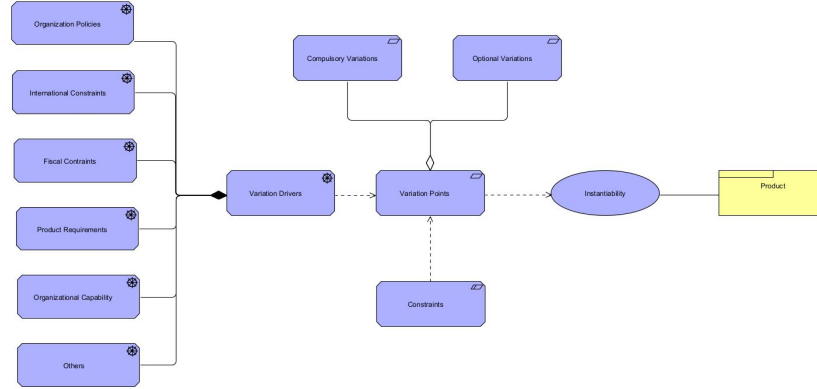 Organization Policies
International Constraints
Fiscal Contraints
Product Requirements
Organizational Capability
Others
Variation Drivers
Compulsory Variations
Optional Variations
Variation Points
Constraints
Instantiability
Product